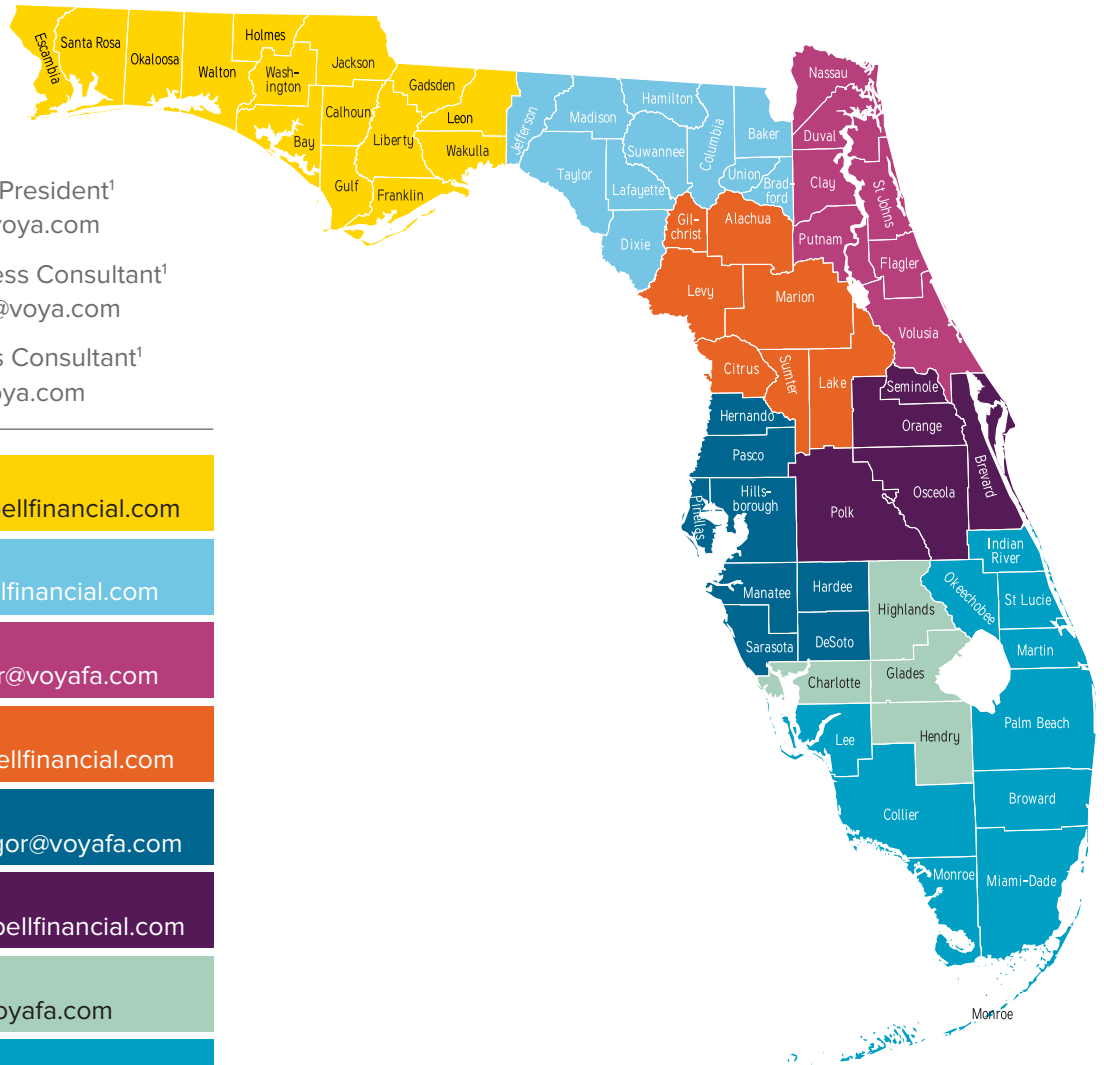 President¹
voya.com
ess Consultant¹
@voya.com
s Consultant¹
oya.com
ellfinancial.com
lfinancial.com
r@voyafa.com
ellfinancial.com
gor@voyafa.com
bellfinancial.com
oyafa.com
Escambia
Santa Rosa
Okaloosa
Walton
Holmes
Wash-
ington
Jackson
Bay
Calhoun
Gulf
Liberty
Gadsden
Franklin
Leon
Wakulla
Jefferson
Madison
Taylor
Hamilton
Suwannee
Lafayette
Dixie
Columbia
Baker
Union
Brad-
ford
Nassau
Duval
Clay
St Johns
Putnam
Flagler
Volusia
Gil-
christ
Alachua
Levy
Marion
Citrus
Sumter
Lake
Hernando
Pasco
Pinellas
Hills-
borough
Manatee
Hardee
Sarasota
DeSoto
Seminole
Orange
Brevard
Osceola
Polk
Highlands
Charlotte
Glades
Hendry
Indian
River
Okeechobee
St Lucie
Martin
Palm Beach
Lee
Collier
Broward
Monroe
Miami-Dade
Monroe